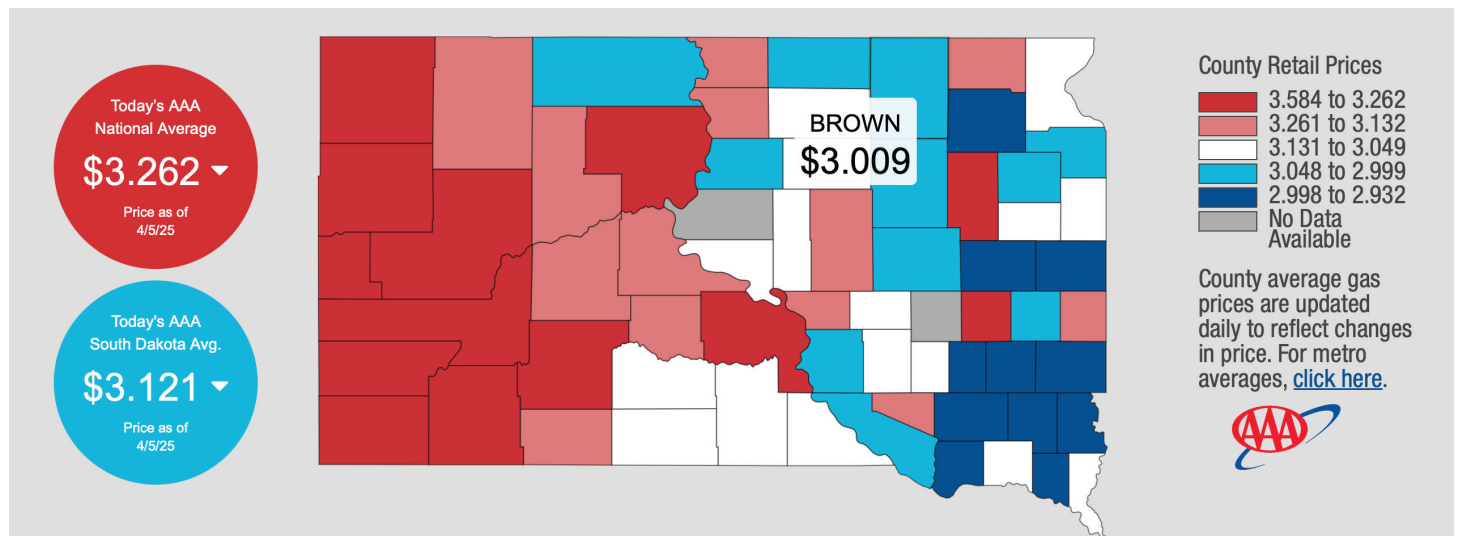 Today's AAA
National Average
$3.262
Price as of
4/5/25
Today's AAA
South Dakota Avg.
$3.121
Price as of
4/5/25
BROWN
$3.009
County Retail Prices
3.584 to 3.262
3.261 to 3.132
3.131 to 3.049
3.048 to 2.999
2.998 to 2.932
No Data
Available
County average gas
prices are updated
daily to reflect changes
in price. For metro
averages, click here.
AAA